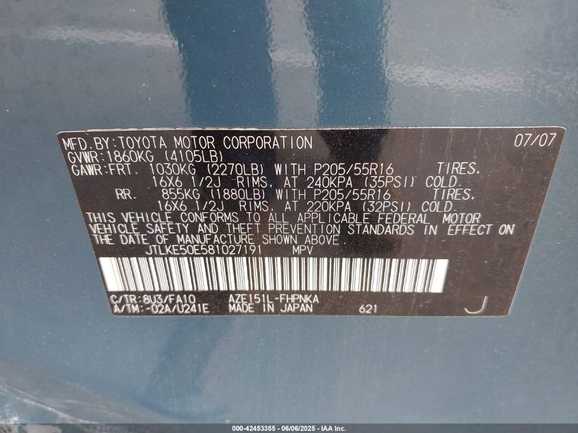 MFD. BY: TOYOTA MOTOR CORPORATION 07/07
GVWR: 1860KG (4105LB)
GAWR: FRT. 1030KG (2270LB) WITH P205/55R16 TIRES.
16X6 1/2J RIMS. AT 240KPA (35PSI) COLD.
RR. 855KG (1880LB) WITH P205/55R16 TIRES.
16X6 1/2J RIMS. AT 220KPA (32PSI) COLD.
THIS VEHICLE CONFORMS TO ALL APPLICABLE FEDERAL MOTOR
VEHICLE SAFETY AND THEFT PREVENTION STANDARDS IN EFFECT ON
THE DATE OF MANUFACTURE SHOWN ABOVE.
JTLKE50E581027191 MPV
C/TR: 8U3/FA10 AZE151L-FHPNKA
A/TM: -02A/U241E MADE IN JAPAN 621 J
000-42453355 - 06/06/2025 - IAA Inc.